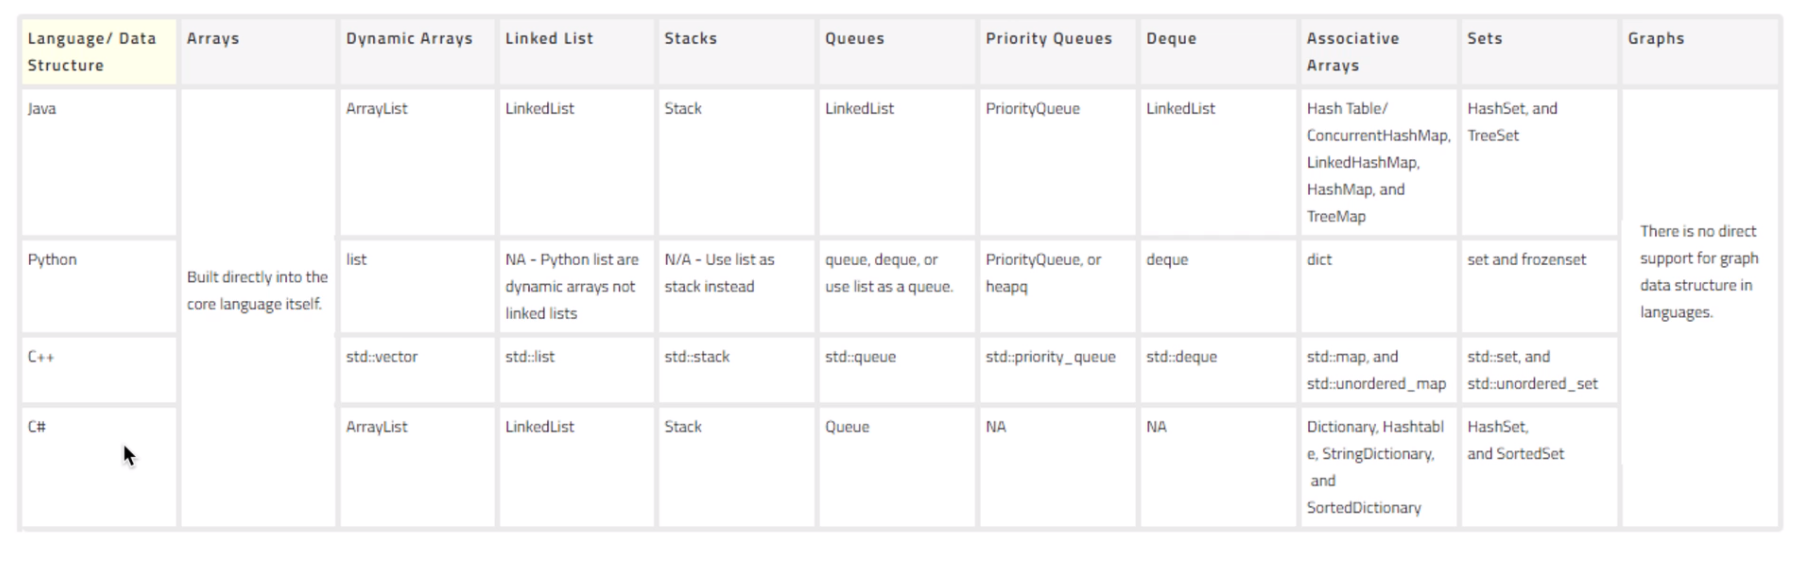 Language/ Data
Structure
Arrays
Dynamic Arrays
Linked List
Stacks
Queues
Priority Queues
Deque
Associative
Arrays
Sets
Graphs
Java
Built directly into the
core language itself.
ArrayList
LinkedList
Stack
LinkedList
PriorityQueue
LinkedList
Hash Table/
ConcurrentHashMap,
LinkedHashMap,
HashMap, and
TreeMap
HashSet, and
TreeSet
There is no direct
support for graph
data structure in
languages.
Python
list
NA - Python list are
dynamic arrays not
linked lists
N/A - Use list as
stack instead
queue, deque, or
use list as a queue.
PriorityQueue, or
heapq
deque
dict
set and frozenset
C++
std::vector
std::list
std::stack
std::queue
std::priority_queue
std::deque
std::map, and
std::unordered_map
std::set, and
std::unordered_set
C#
ArrayList
LinkedList
Stack
Queue
NA
NA
Dictionary, Hashtabl
e, StringDictionary,
and
SortedDictionary
HashSet,
and SortedSet